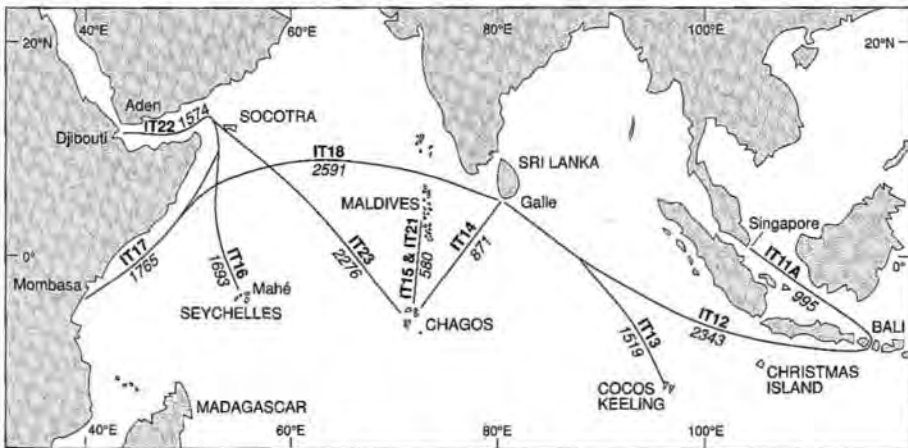 40°E
60°E
80°E
100°E
20°N
20°N
Aden
IT22 1574
SOCOTRA
Djibouti
IT18
2591
SRI LANKA
MALDIVES
Galle
Singapore
IT17
1765
IT16
1693
IT23
2276
IT15 & IT21
560
IT14
871
IT11A
995
0°
0°
Mombasa
Mahé
SEYCHELLES
CHAGOS
IT12
2343
BALI
IT13
1519
CHRISTMAS
ISLAND
COCOS
KEELING
MADAGASCAR
40°E
60°E
80°E
100°E